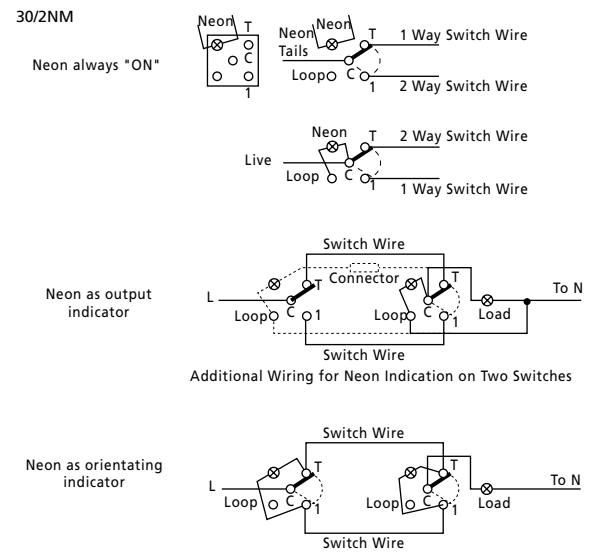 30/2NM
Neon always "ON"
Neon
T
C
1
Neon
Tails
Neon
T
1 Way Switch Wire
Loop
C
1
2 Way Switch Wire
Neon
T
2 Way Switch Wire
Live
Loop
C
1
1 Way Switch Wire
Neon as output
indicator
Switch Wire
L
T
Connector
T
Loop
C
1
Loop
C
1
Load
To N
Switch Wire
Additional Wiring for Neon Indication on Two Switches
Neon as orientating
indicator
Switch Wire
L
T
T
Loop
C
1
Loop
C
1
Load
To N
Switch Wire